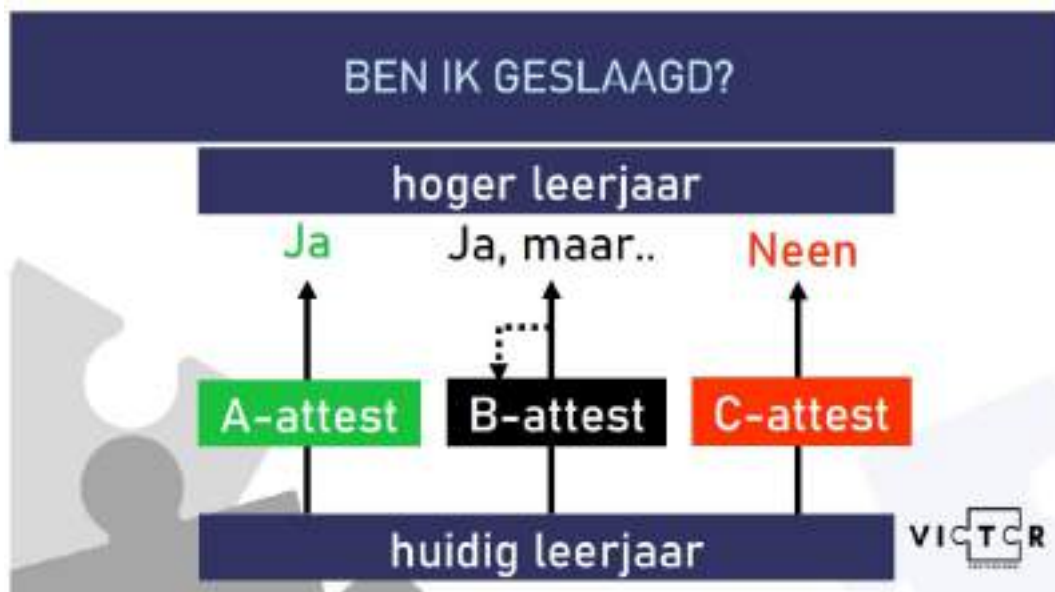 BEN IK GESLAAGD?
hoger leerjaar
Ja
Ja, maar..
Neen
A-attest
B-attest
C-attest
huidig leerjaar
VICTOR